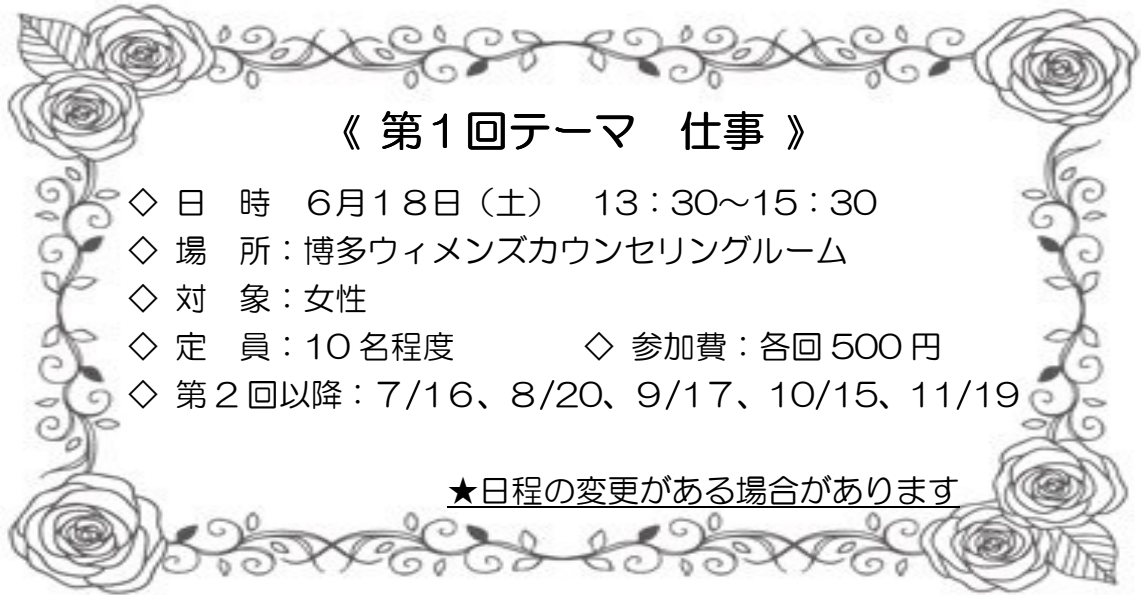 《 第１回テーマ　仕事 》
◇ 日　時　６月１８日（土）　13：30～15：30
◇ 場　所：博多ウィメンズカウンセリングルーム
◇ 対　象：女性
◇ 定　員：10名程度　　　◇ 参加費：各回500円
◇ 第２回以降：7/16、8/20、9/17、10/15、11/19
★日程の変更がある場合があります